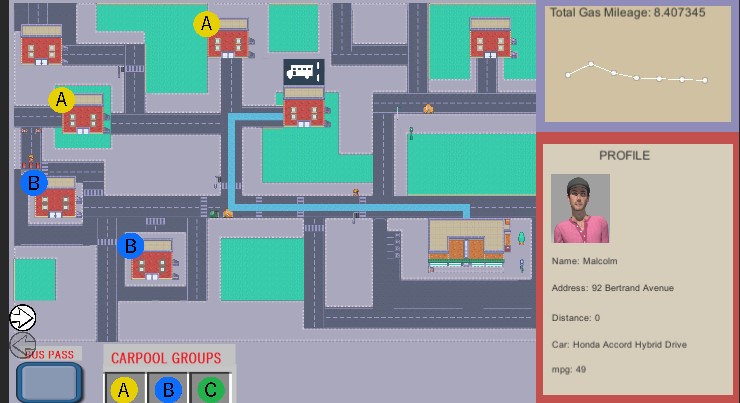 A
Total Gas Mileage: 8.407345
A
PROFILE
B
B
Name: Malcolm
Address: 92 Bertrand Avenue
Distance: 0
Car: Honda Accord Hybrid Drive
mpg: 49
BUS PASS
CARPOOL GROUPS
A B C